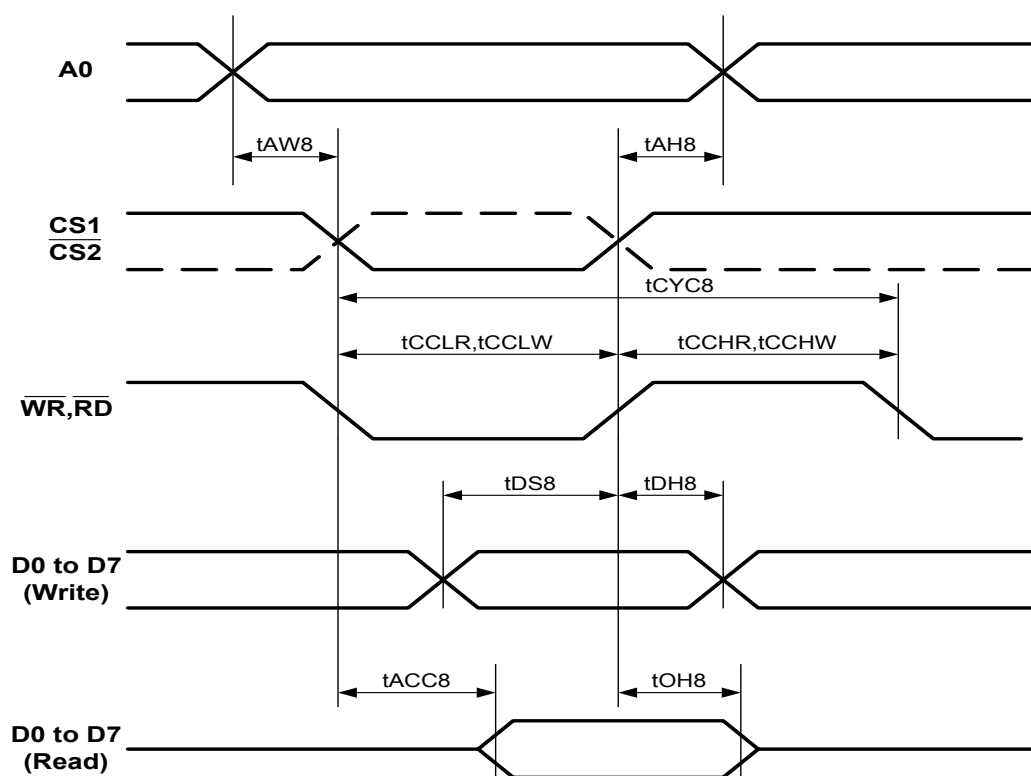 A0
tAW8
tAH8
CS1
CS2
tCYC8
tCCLR,tCCLW
tCCHR,tCCHW
WR,RD
tDS8
tDH8
D0 to D7
(Write)
tACC8
tOH8
D0 to D7
(Read)